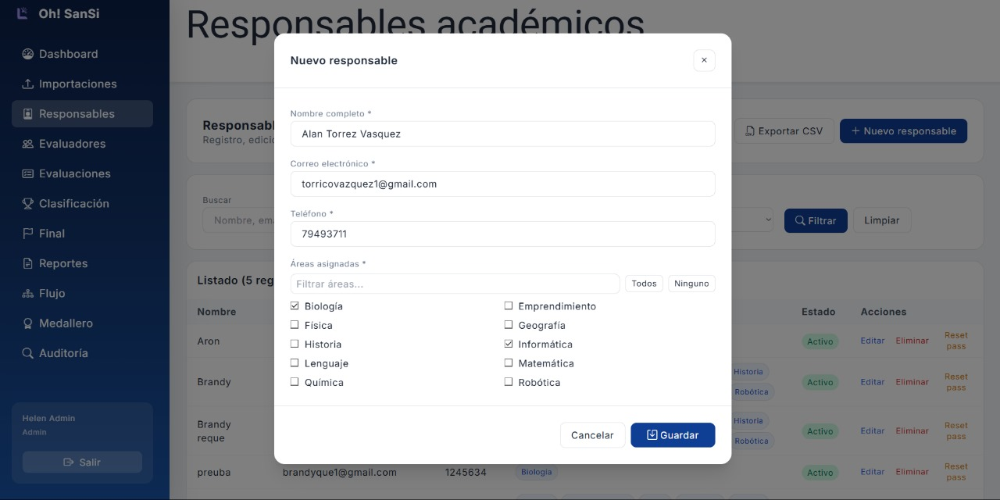 Oh! SanSi
Dashboard
Importaciones
Responsables
Evaluadores
Evaluaciones
Clasificación
Final
Reportes
Flujo
Medallero
Auditoría
Helen Admin
Admin
Salir
Responsables académicos
Exportar CSV
+ Nuevo responsable
Buscar
Filtrar
Limpiar
Listado (5 reg
Nombre
Estado
Acciones
Aron
Activo
Editar
Eliminar
Reset
pass
Brandy
Historia
Robótica
Activo
Editar
Eliminar
Reset
pass
Brandy
reque
Historia
Robótica
Activo
Editar
Eliminar
Reset
pass
preuba
brandyque1@gmail.com
1245634
Biología
Activo
Editar
Eliminar
Reset
pass
Nuevo responsable
×
Nombre completo *
Alan Torrez Vasquez
Correo electrónico *
torricovazquez1@gmail.com
Teléfono *
79493711
Áreas asignadas *
Filtrar áreas...
Todos
Ninguno
Biología
Emprendimiento
Física
Geografía
Historia
Informática
Lenguaje
Matemática
Química
Robótica
Cancelar
Guardar